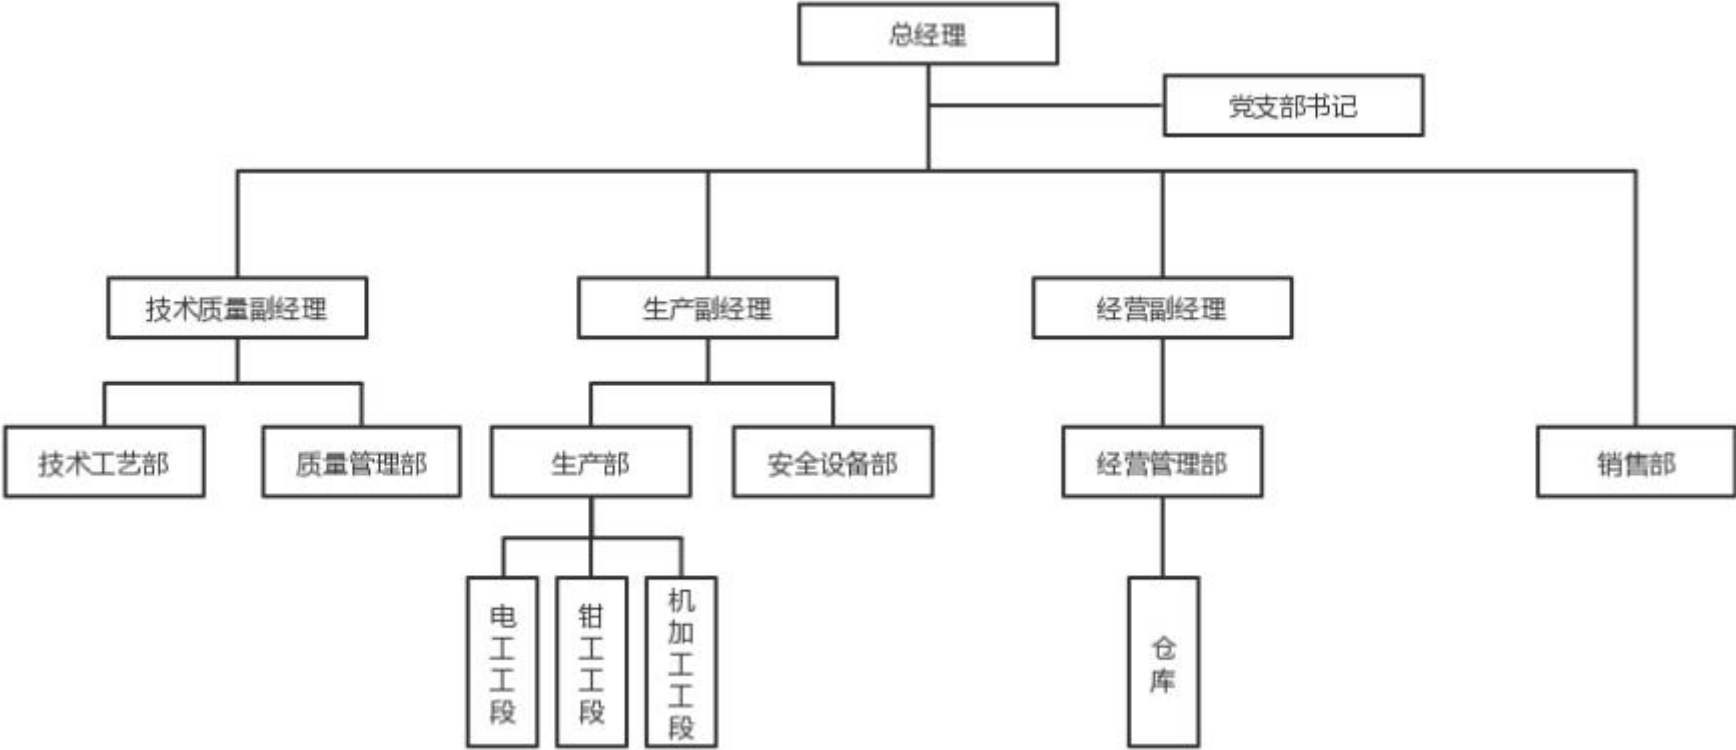 总经理
党支部书记
技术质量副经理
生产副经理
经营副经理
技术工艺部
质量管理部
生产部
安全设备部
经营管理部
销售部
电工工段
钳工工段
机加工工段
仓库